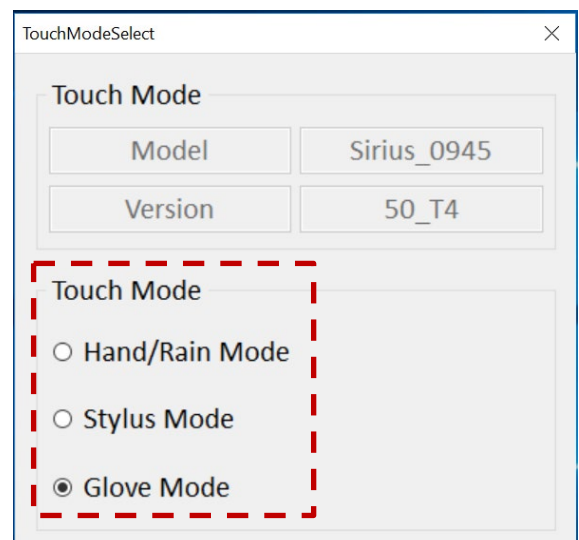 TouchModeSelect
Touch Mode
Model Sirius_0945
Version 50_T4
Touch Mode
Hand/Rain Mode
Stylus Mode
Glove Mode